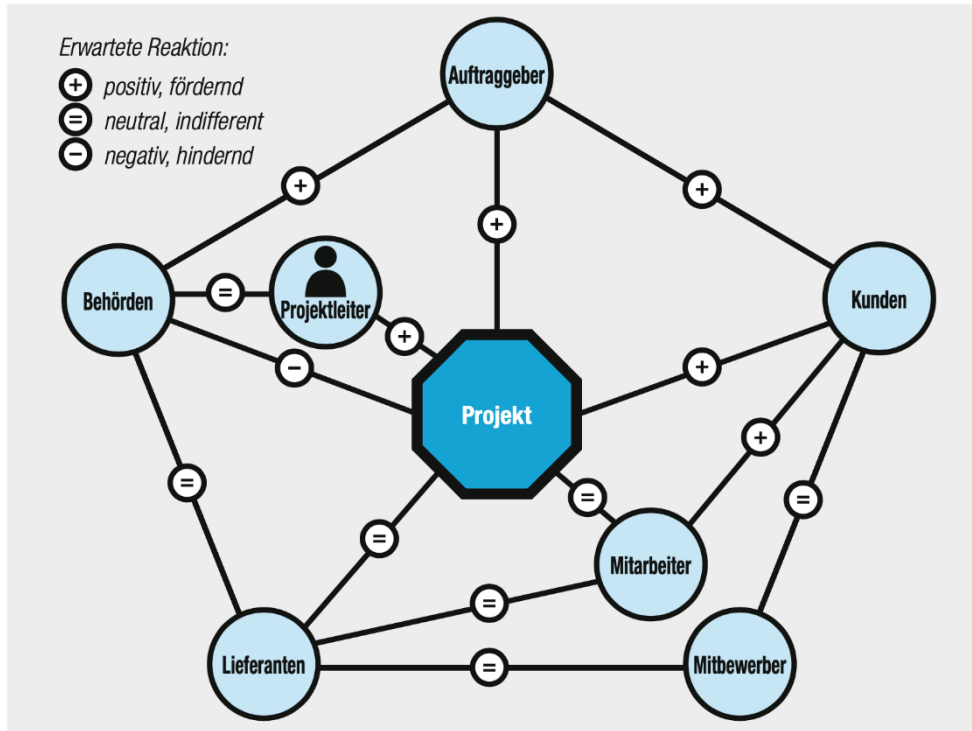 Erwartete Reaktion:
+ positiv, fördernd
= neutral, indifferent
− negativ, hindernd
Auftraggeber
+
+
+
Behörden
=
Projektleiter
Kunden
+
−
+
Projekt
+
=
=
=
=
Mitarbeiter
=
Lieferanten
=
Mitbewerber